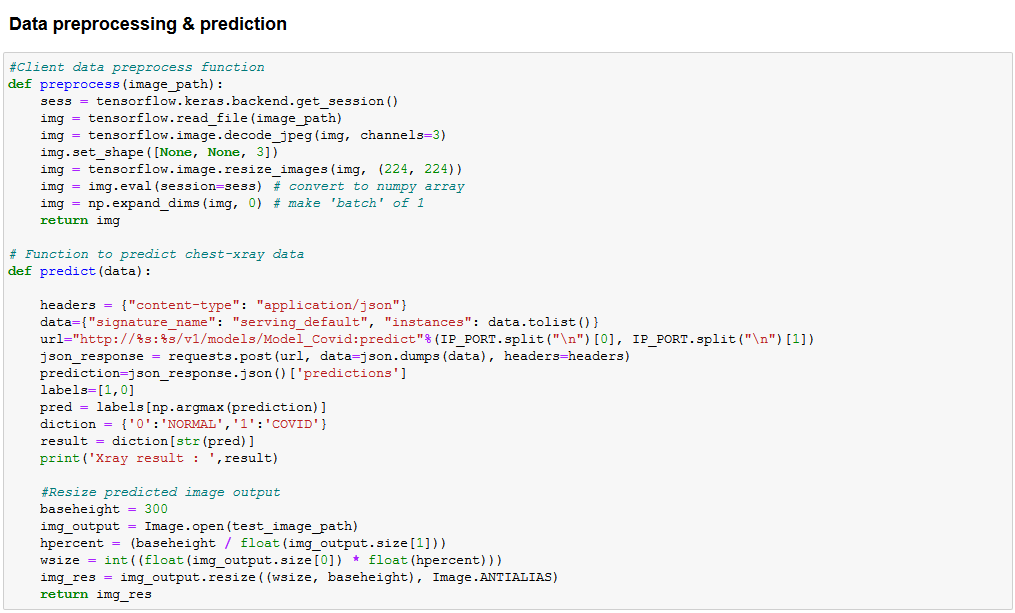 Data preprocessing & prediction
#Client data preprocess function
def preprocess(image_path):
    sess = tensorflow.keras.backend.get_session()
    img = tensorflow.read_file(image_path)
    img = tensorflow.image.decode_jpeg(img, channels=3)
    img.set_shape([None, None, 3])
    img = tensorflow.image.resize_images(img, (224, 224))
    img = img.eval(session=sess) # convert to numpy array
    img = np.expand_dims(img, 0) # make 'batch' of 1
    return img

# Function to predict chest-xray data
def predict(data):

    headers = {"content-type": "application/json"}
    data={"signature_name": "serving_default", "instances": data.tolist()}
    url="http://%s:%s/v1/models/Model_Covid:predict"%(IP_PORT.split("\n")[0], IP_PORT.split("\n")[1])
    json_response = requests.post(url, data=json.dumps(data), headers=headers)
    prediction=json_response.json()['predictions']
    labels=[1,0]
    pred = labels[np.argmax(prediction)]
    diction = {'0':'NORMAL','1':'COVID'}
    result = diction[str(pred)]
    print('Xray result : ',result)

    #Resize predicted image output
    baseheight = 300
    img_output = Image.open(test_image_path)
    hpercent = (baseheight / float(img_output.size[1]))
    wsize = int((float(img_output.size[0]) * float(hpercent)))
    img_res = img_output.resize((wsize, baseheight), Image.ANTIALIAS)
    return img_res